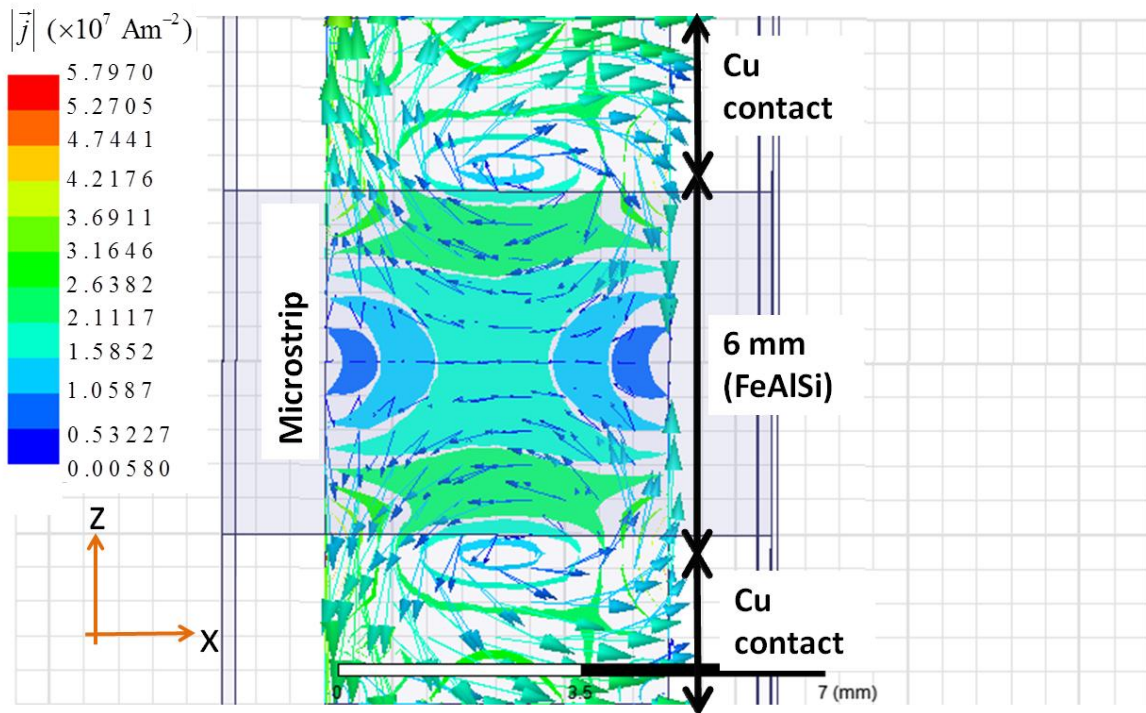 |j⃗| (×10⁷ Am⁻²)
5.7970
5.2705
4.7441
4.2176
3.6911
3.1646
2.6382
2.1117
1.5852
1.0587
0.53227
0.00580
Z
X
Microstrip
Cu
contact
6 mm
(FeAlSi)
Cu
contact
0
3.5
7 (mm)